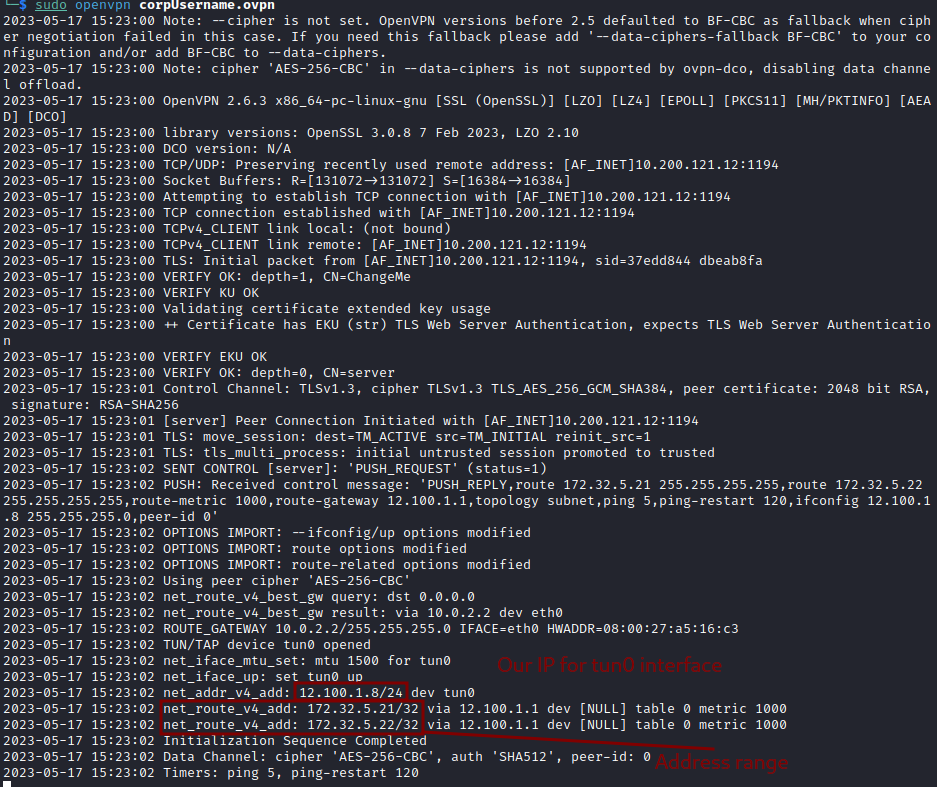 └─$ sudo openvpn corpUsername.ovpn
2023-05-17 15:23:00 Note: --cipher is not set. OpenVPN versions before 2.5 defaulted to BF-CBC as fallback when ciph
er negotiation failed in this case. If you need this fallback please add '--data-ciphers-fallback BF-CBC' to your co
nfiguration and/or add BF-CBC to --data-ciphers.
2023-05-17 15:23:00 Note: cipher 'AES-256-CBC' in --data-ciphers is not supported by ovpn-dco, disabling data channe
l offload.
2023-05-17 15:23:00 OpenVPN 2.6.3 x86_64-pc-linux-gnu [SSL (OpenSSL)] [LZO] [LZ4] [EPOLL] [PKCS11] [MH/PKTINFO] [AEA
D] [DCO]
2023-05-17 15:23:00 library versions: OpenSSL 3.0.8 7 Feb 2023, LZO 2.10
2023-05-17 15:23:00 DCO version: N/A
2023-05-17 15:23:00 TCP/UDP: Preserving recently used remote address: [AF_INET]10.200.121.12:1194
2023-05-17 15:23:00 Socket Buffers: R=[131072→131072] S=[16384→16384]
2023-05-17 15:23:00 Attempting to establish TCP connection with [AF_INET]10.200.121.12:1194
2023-05-17 15:23:00 TCP connection established with [AF_INET]10.200.121.12:1194
2023-05-17 15:23:00 TCPv4_CLIENT link local: (not bound)
2023-05-17 15:23:00 TCPv4_CLIENT link remote: [AF_INET]10.200.121.12:1194
2023-05-17 15:23:00 TLS: Initial packet from [AF_INET]10.200.121.12:1194, sid=37edd844 dbeab8fa
2023-05-17 15:23:00 VERIFY OK: depth=1, CN=ChangeMe
2023-05-17 15:23:00 VERIFY KU OK
2023-05-17 15:23:00 Validating certificate extended key usage
2023-05-17 15:23:00 ++ Certificate has EKU (str) TLS Web Server Authentication, expects TLS Web Server Authenticatio
n
2023-05-17 15:23:00 VERIFY EKU OK
2023-05-17 15:23:00 VERIFY OK: depth=0, CN=server
2023-05-17 15:23:01 Control Channel: TLSv1.3, cipher TLSv1.3 TLS_AES_256_GCM_SHA384, peer certificate: 2048 bit RSA,
signature: RSA-SHA256
2023-05-17 15:23:01 [server] Peer Connection Initiated with [AF_INET]10.200.121.12:1194
2023-05-17 15:23:01 TLS: move_session: dest=TM_ACTIVE src=TM_INITIAL reinit_src=1
2023-05-17 15:23:01 TLS: tls_multi_process: initial untrusted session promoted to trusted
2023-05-17 15:23:02 SENT CONTROL [server]: 'PUSH_REQUEST' (status=1)
2023-05-17 15:23:02 PUSH: Received control message: 'PUSH_REPLY,route 172.32.5.21 255.255.255.255,route 172.32.5.22
255.255.255.255,route-metric 1000,route-gateway 12.100.1.1,topology subnet,ping 5,ping-restart 120,ifconfig 12.100.1
.8 255.255.255.0,peer-id 0'
2023-05-17 15:23:02 OPTIONS IMPORT: --ifconfig/up options modified
2023-05-17 15:23:02 OPTIONS IMPORT: route options modified
2023-05-17 15:23:02 OPTIONS IMPORT: route-related options modified
2023-05-17 15:23:02 Using peer cipher 'AES-256-CBC'
2023-05-17 15:23:02 net_route_v4_best_gw query: dst 0.0.0.0
2023-05-17 15:23:02 net_route_v4_best_gw result: via 10.0.2.2 dev eth0
2023-05-17 15:23:02 ROUTE_GATEWAY 10.0.2.2/255.255.255.0 IFACE=eth0 HWADDR=08:00:27:a5:16:c3
2023-05-17 15:23:02 TUN/TAP device tun0 opened
2023-05-17 15:23:02 net_iface_mtu_set: mtu 1500 for tun0
Our IP for tun0 interface
2023-05-17 15:23:02 net_iface_up: set tun0 up
2023-05-17 15:23:02 net_addr_v4_add: 12.100.1.8/24 dev tun0
2023-05-17 15:23:02 net_route_v4_add: 172.32.5.21/32 via 12.100.1.1 dev [NULL] table 0 metric 1000
2023-05-17 15:23:02 net_route_v4_add: 172.32.5.22/32 via 12.100.1.1 dev [NULL] table 0 metric 1000
2023-05-17 15:23:02 Initialization Sequence Completed
2023-05-17 15:23:02 Data Channel: cipher 'AES-256-CBC', auth 'SHA512', peer-id: 0
Address range
2023-05-17 15:23:02 Timers: ping 5, ping-restart 120